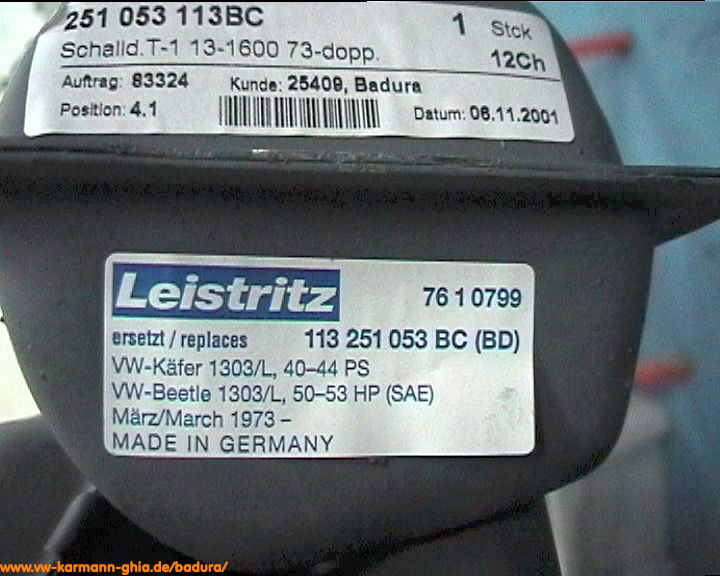 251 053 113BC 1 Stck
Schalld.T-1 13-1600 73-dopp. 12Ch
Auftrag: 83324 Kunde: 25409, Badura
Position: 4.1 Datum: 06.11.2001
Leistritz 76 1 0799
ersetzt / replaces 113 251 053 BC (BD)
VW-Käfer 1303/L, 40–44 PS
VW-Beetle 1303/L, 50–53 HP (SAE)
März/March 1973 –
MADE IN GERMANY
www.vw-karmann-ghia.de/badura/